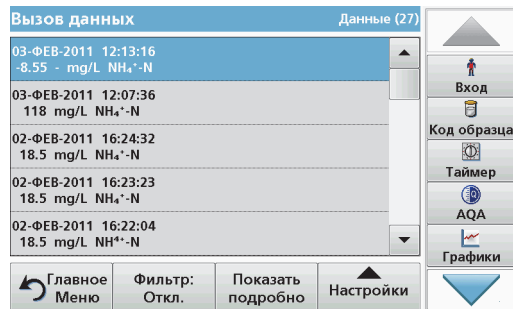 Вызов данных Данные (27)
03-ФЕВ-2011 12:13:16
-8.55 - mg/L NH₄⁺-N
03-ФЕВ-2011 12:07:36
118 mg/L NH₄⁺-N
02-ФЕВ-2011 16:24:32
18.5 mg/L NH₄⁺-N
02-ФЕВ-2011 16:23:23
18.5 mg/L NH₄⁺-N
02-ФЕВ-2011 16:22:04
18.5 mg/L NH⁴⁺-N
Вход
Код образца
Таймер
AQA
Графики
Главное
Меню
Фильтр:
Откл.
Показать
подробно
Настройки